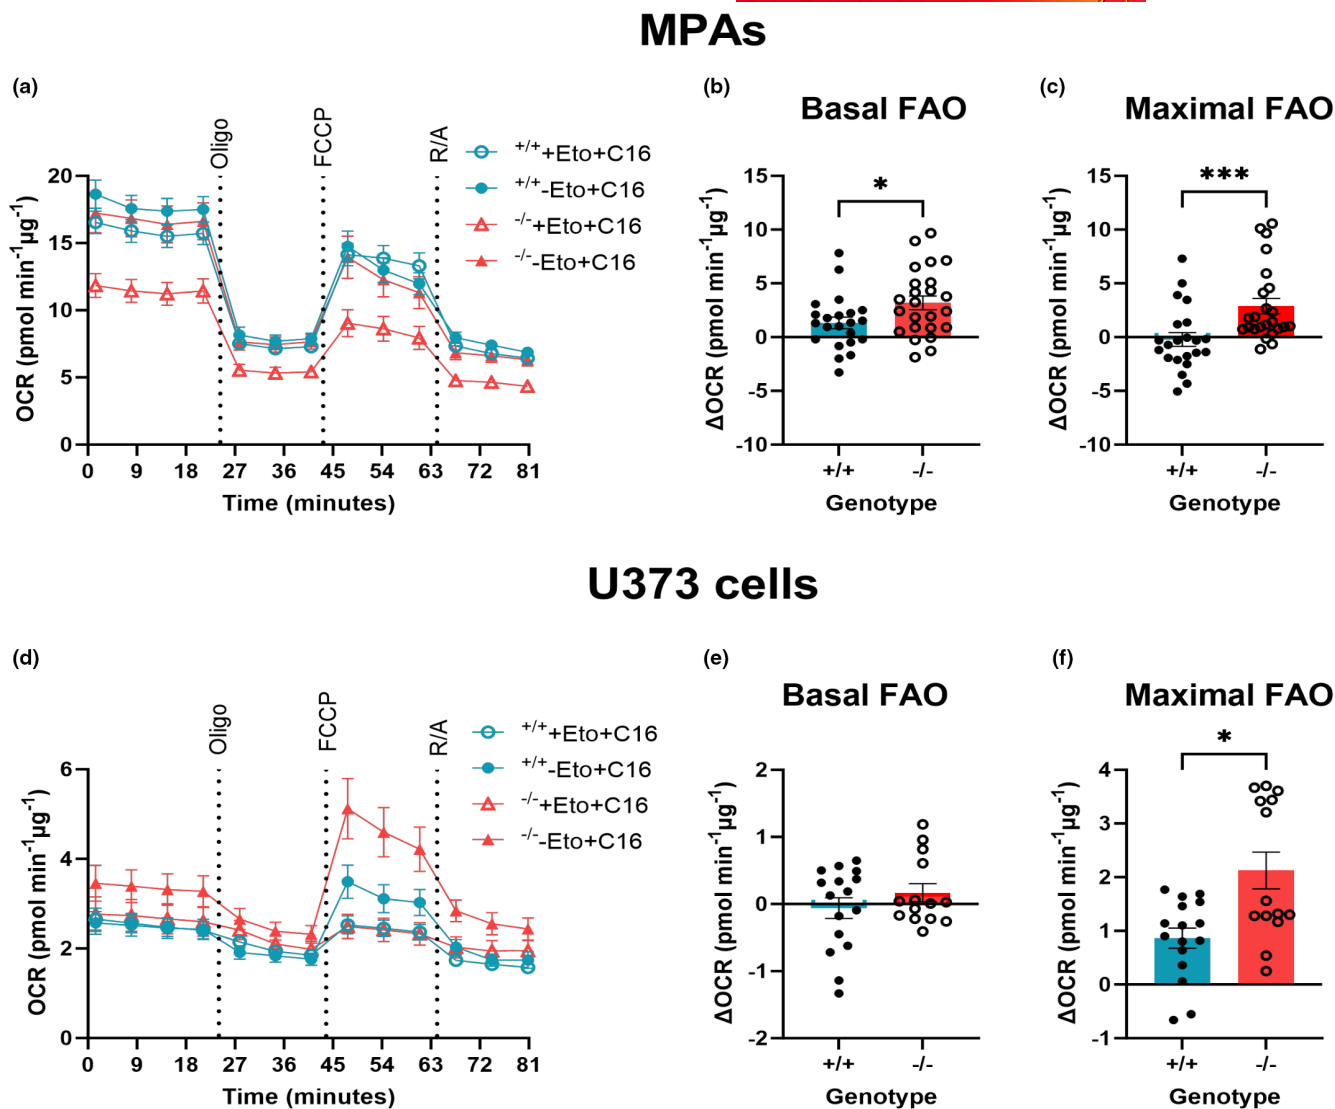 MPAs
(a)
Oligo
FCCP
R/A
+/++Eto+C16
+/+-Eto+C16
-/-+Eto+C16
-/--Eto+C16
OCR (pmol min-1µg-1)
20
15
10
5
0
0 9 18 27 36 45 54 63 72 81
Time (minutes)
(b)
Basal FAO
*
ΔOCR (pmol min-1µg-1)
15
10
5
0
-5
-10
+/+ -/-
Genotype
(c)
Maximal FAO
***
ΔOCR (pmol min-1µg-1)
15
10
5
0
-5
-10
+/+ -/-
Genotype
U373 cells
(d)
Oligo
FCCP
R/A
+/++Eto+C16
+/+-Eto+C16
-/-+Eto+C16
-/--Eto+C16
OCR (pmol min-1µg-1)
6
4
2
0
0 9 18 27 36 45 54 63 72 81
Time (minutes)
(e)
Basal FAO
ΔOCR (pmol min-1µg-1)
2
1
0
-1
-2
+/+ -/-
Genotype
(f)
Maximal FAO
*
ΔOCR (pmol min-1µg-1)
4
3
2
1
0
-1
+/+ -/-
Genotype